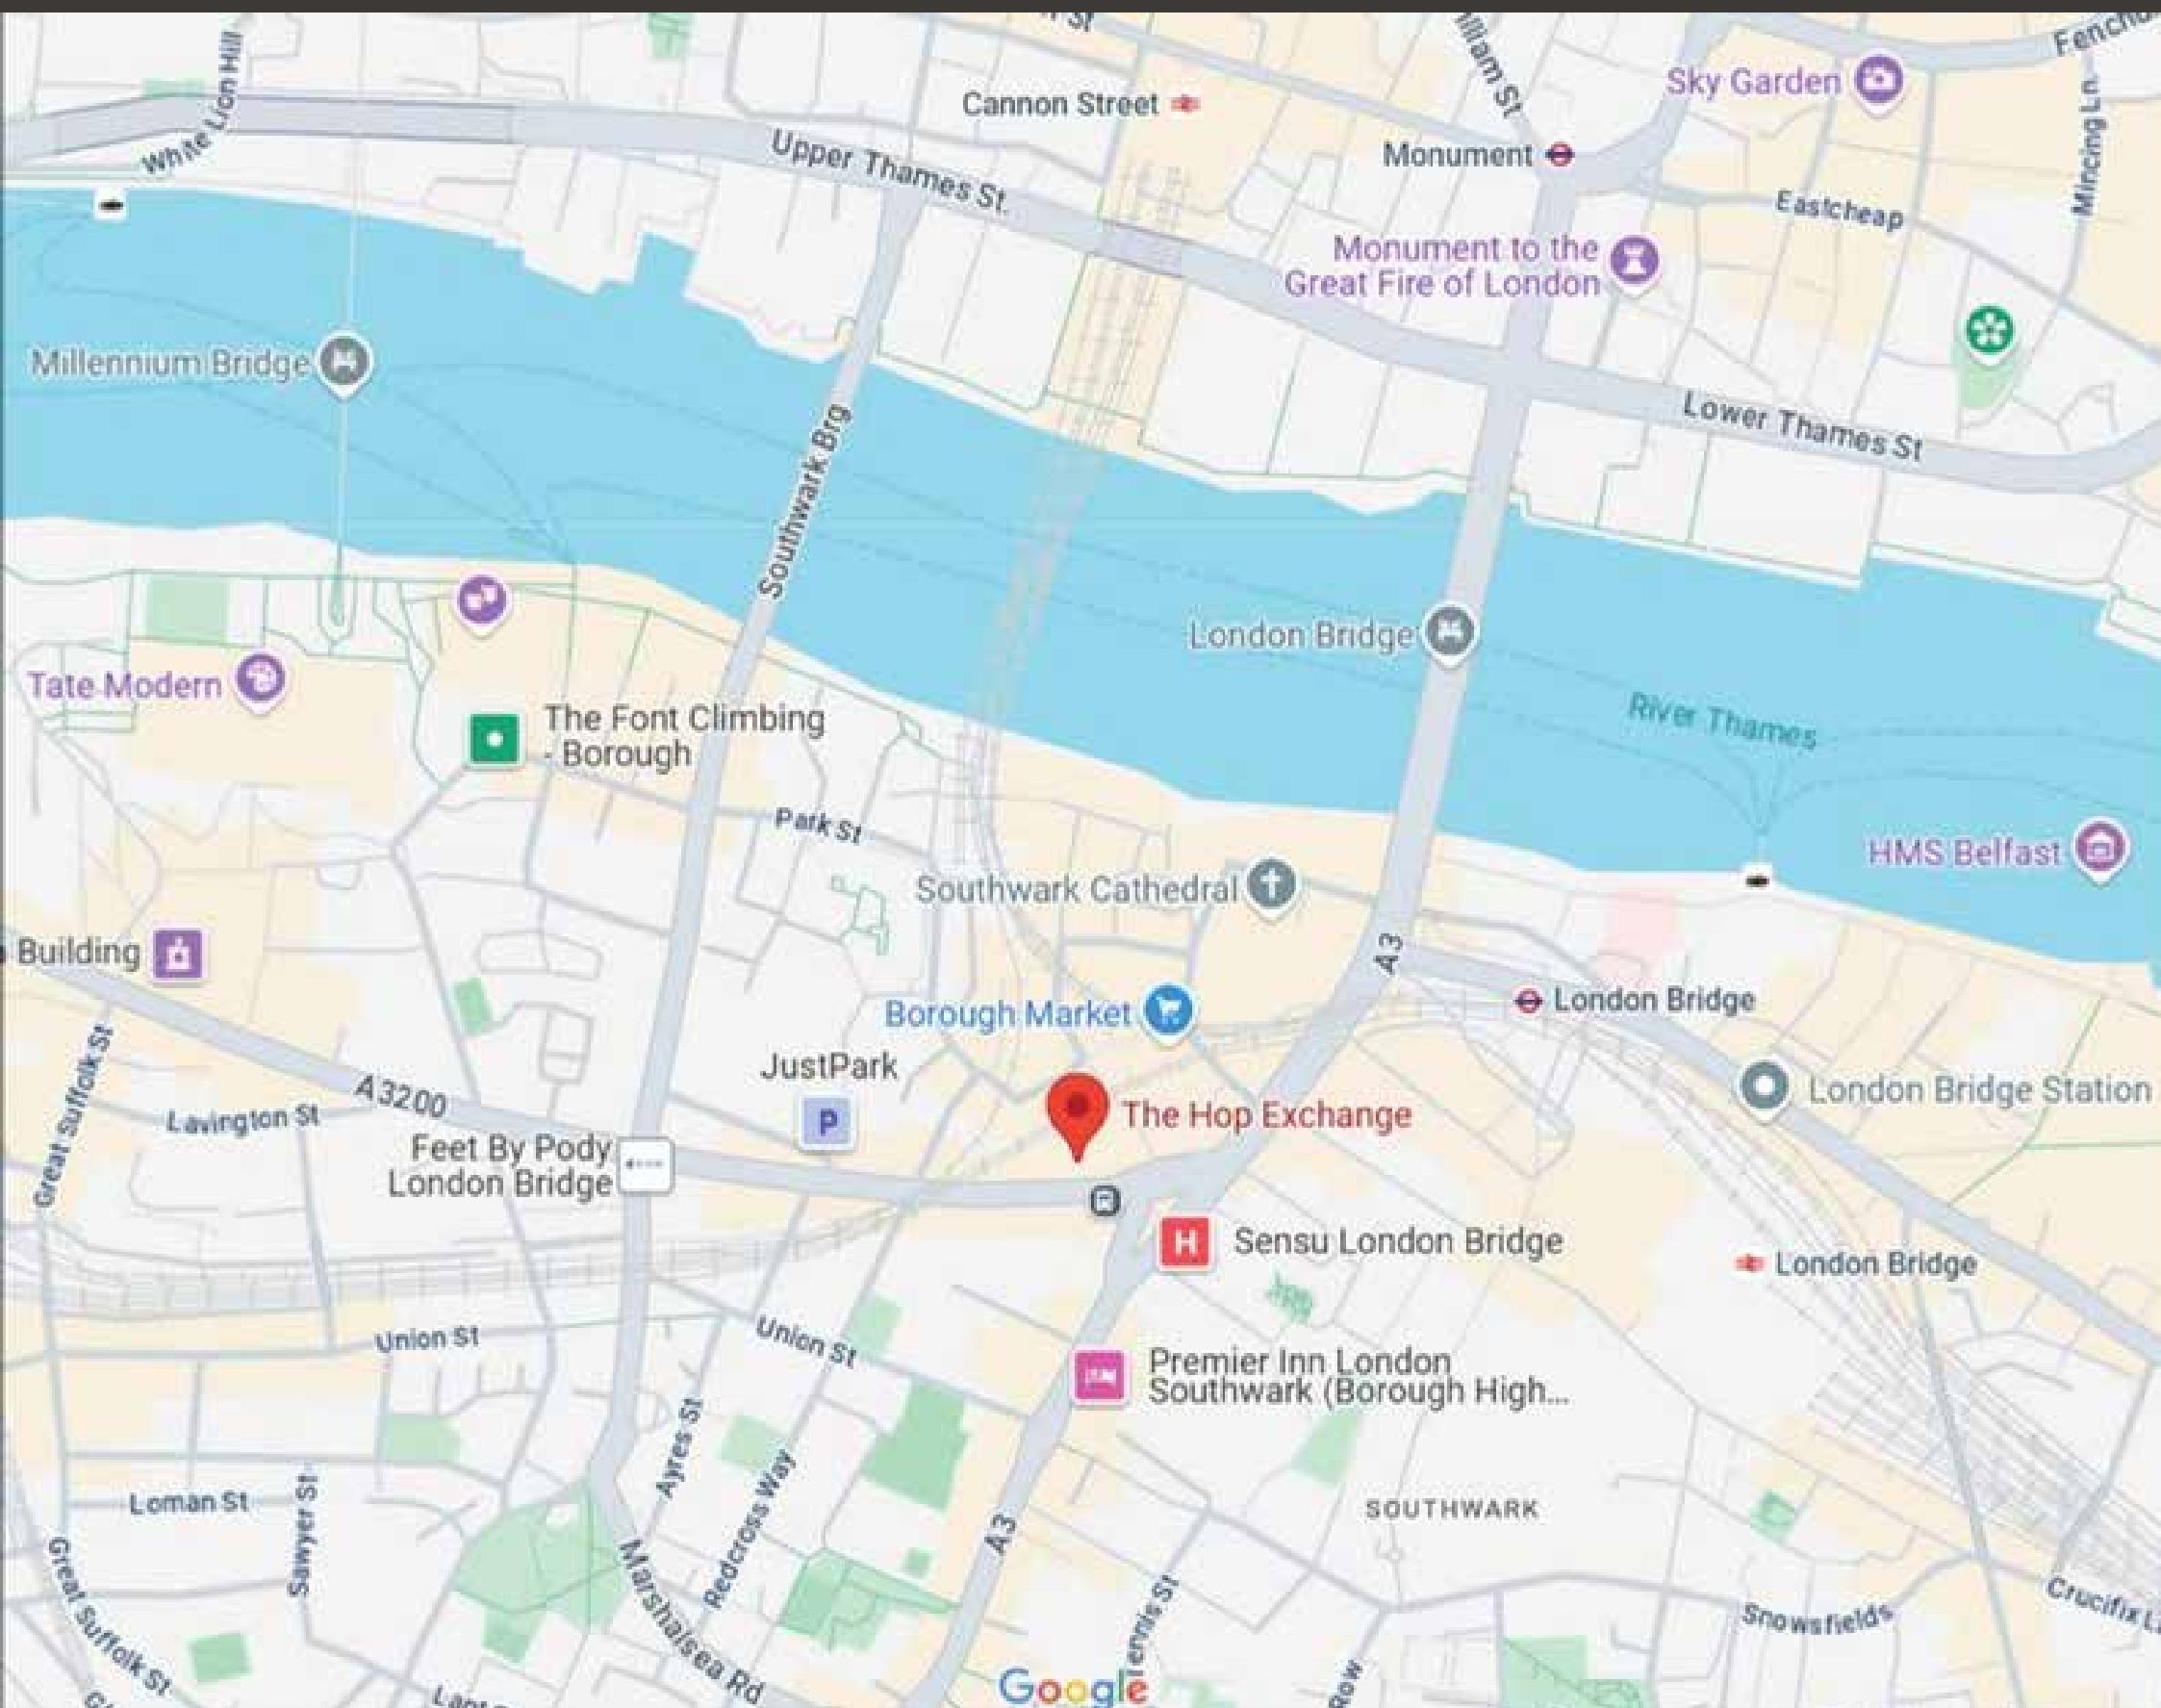 White Lion Hill
Cannon Street
Sky Garden
Mincing Ln
Monument
Upper Thames St.
Eastcheap
Monument to the
Great Fire of London
Millennium Bridge
Lower Thames St
Southwark Brg
London Bridge
Tate Modern
River Thames
The Font Climbing
- Borough
Park St
HMS Belfast
Southwark Cathedral
Building
A3
London Bridge
Borough Market
JustPark
P
London Bridge Station
Great Suffolk St
A3200
Lavington St
The Hop Exchange
Feet By Pody
London Bridge
H
Sensu London Bridge
London Bridge
Union St
Union St
Premier Inn London
Southwark (Borough High...
Ayres St
Loman St
Sawyer St
Redcross Way
SOUTHWARK
A3
Great Suffolk St
Marshalsea Rd
Snowsfields
Google